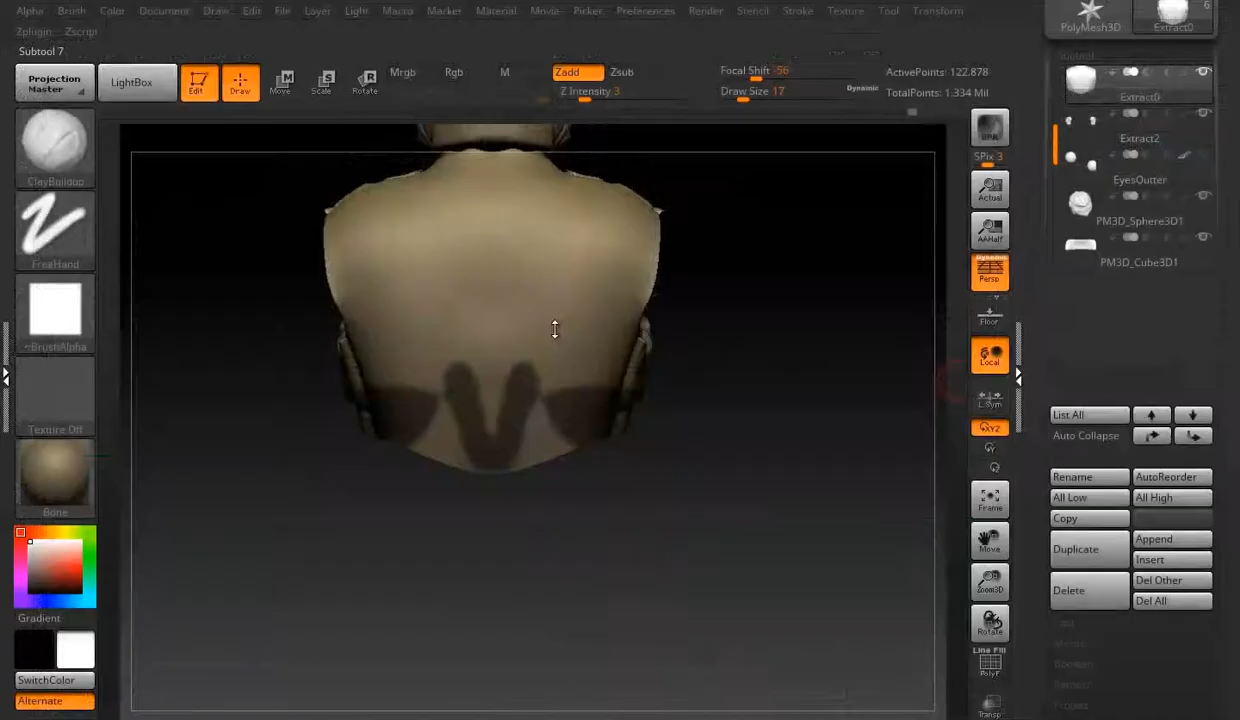 Alpha Brush Color Document Draw Edit File Layer Light Macro Marker Material Movie Picker Preferences Render Stencil Stroke Texture Tool Transform
Zplugin Zscript
Subtool 7
Projection Master
LightBox
Edit
Draw
Move
Scale
Rotate
Mrgb Rgb M
Zadd Zsub
Z Intensity 3
Focal Shift -56
Draw Size 17
Dynamic
ActivePoints: 122,878
TotalPoints: 1.334 Mil
ClayBuildup
FreeHand
~BrushAlpha
Texture Off
Bone
Gradient
SwitchColor
Alternate
SPix 3
Actual
AAHalf
Dynamic
Persp
Floor
Local
L.Sym
XYZ
Frame
Move
Zoom3D
Rotate
Line Fill
PolyF
Transp
PolyMesh3D
6
Extract0
Extract0
Extract2
EyesOutter
PM3D_Sphere3D1
PM3D_Cube3D1
List All
Auto Collapse
Rename AutoReorder
All Low All High
Copy
Duplicate
Append
Insert
Delete
Del Other
Del All